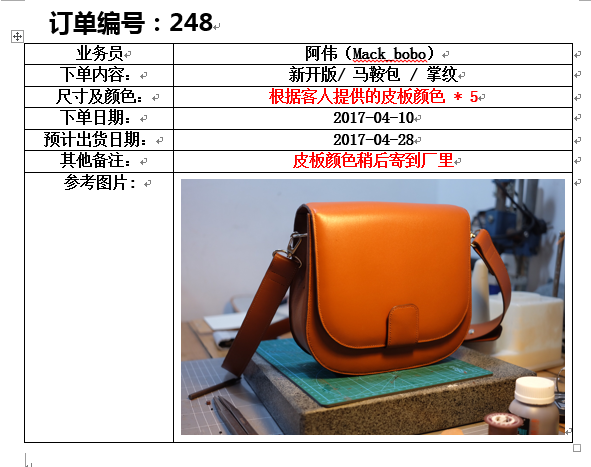 订单编号：248
业务员 阿伟（Mack_bobo）
下单内容： 新开版/ 马鞍包 / 掌纹
尺寸及颜色： 根据客人提供的皮板颜色 * 5
下单日期： 2017-04-10
预计出货日期： 2017-04-28
其他备注： 皮板颜色稍后寄到厂里
参考图片：